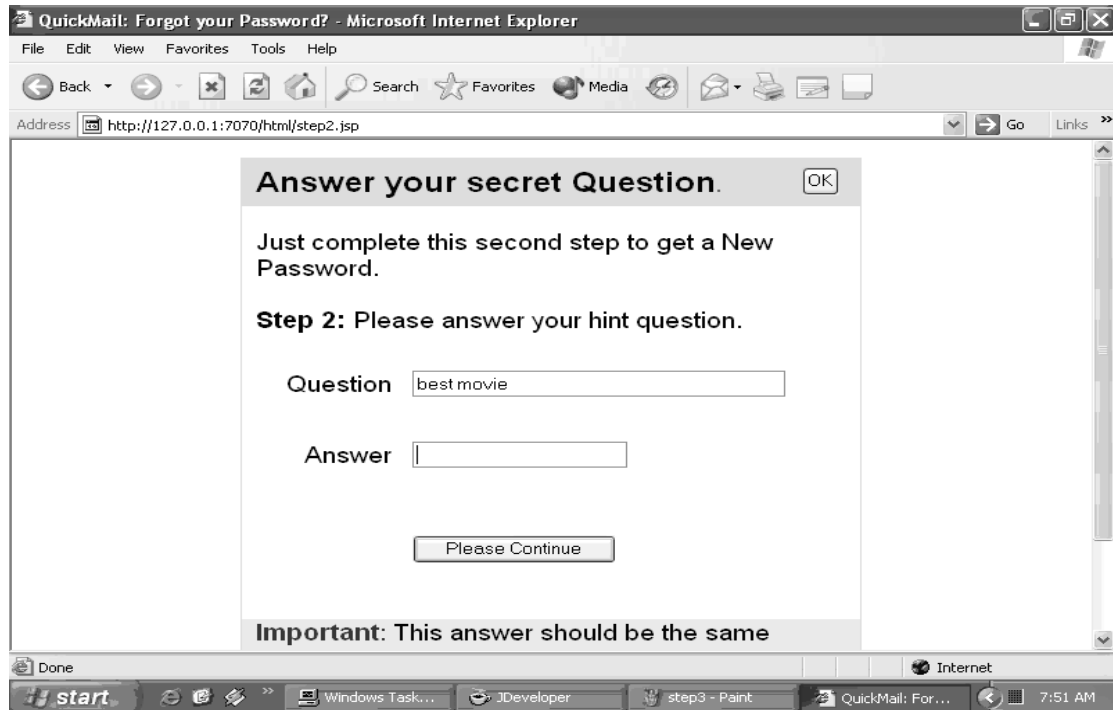 QuickMail: Forgot your Password? - Microsoft Internet Explorer
File Edit View Favorites Tools Help
Back Search Favorites Media
Address http://127.0.0.1:7070/html/step2.jsp Go Links »
Answer your secret Question. OK
Just complete this second step to get a New
Password.
Step 2: Please answer your hint question.
Question best movie
Answer
Please Continue
Important: This answer should be the same
Done Internet
start » Windows Task... JDeveloper step3 - Paint QuickMail: For... 7:51 AM